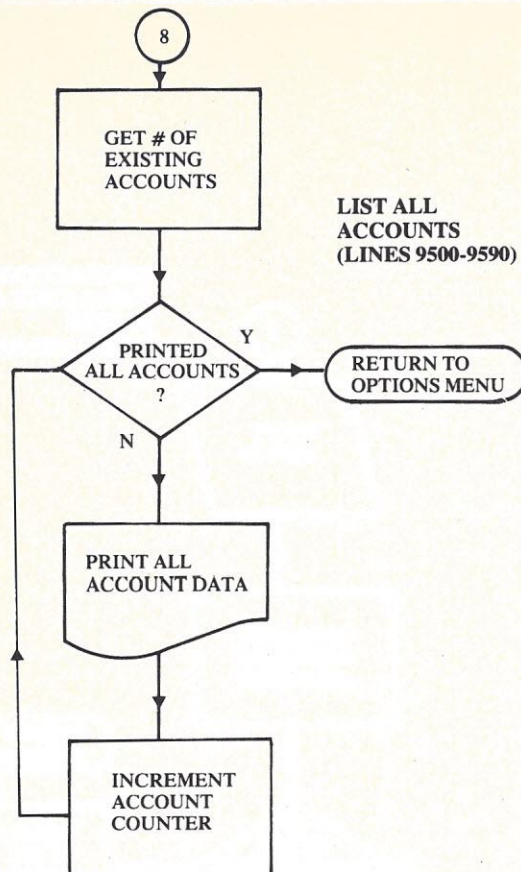 8
GET # OF
EXISTING
ACCOUNTS
LIST ALL
ACCOUNTS
(LINES 9500-9590)
PRINTED
ALL ACCOUNTS
?
Y
RETURN TO
OPTIONS MENU
N
PRINT ALL
ACCOUNT DATA
INCREMENT
ACCOUNT
COUNTER